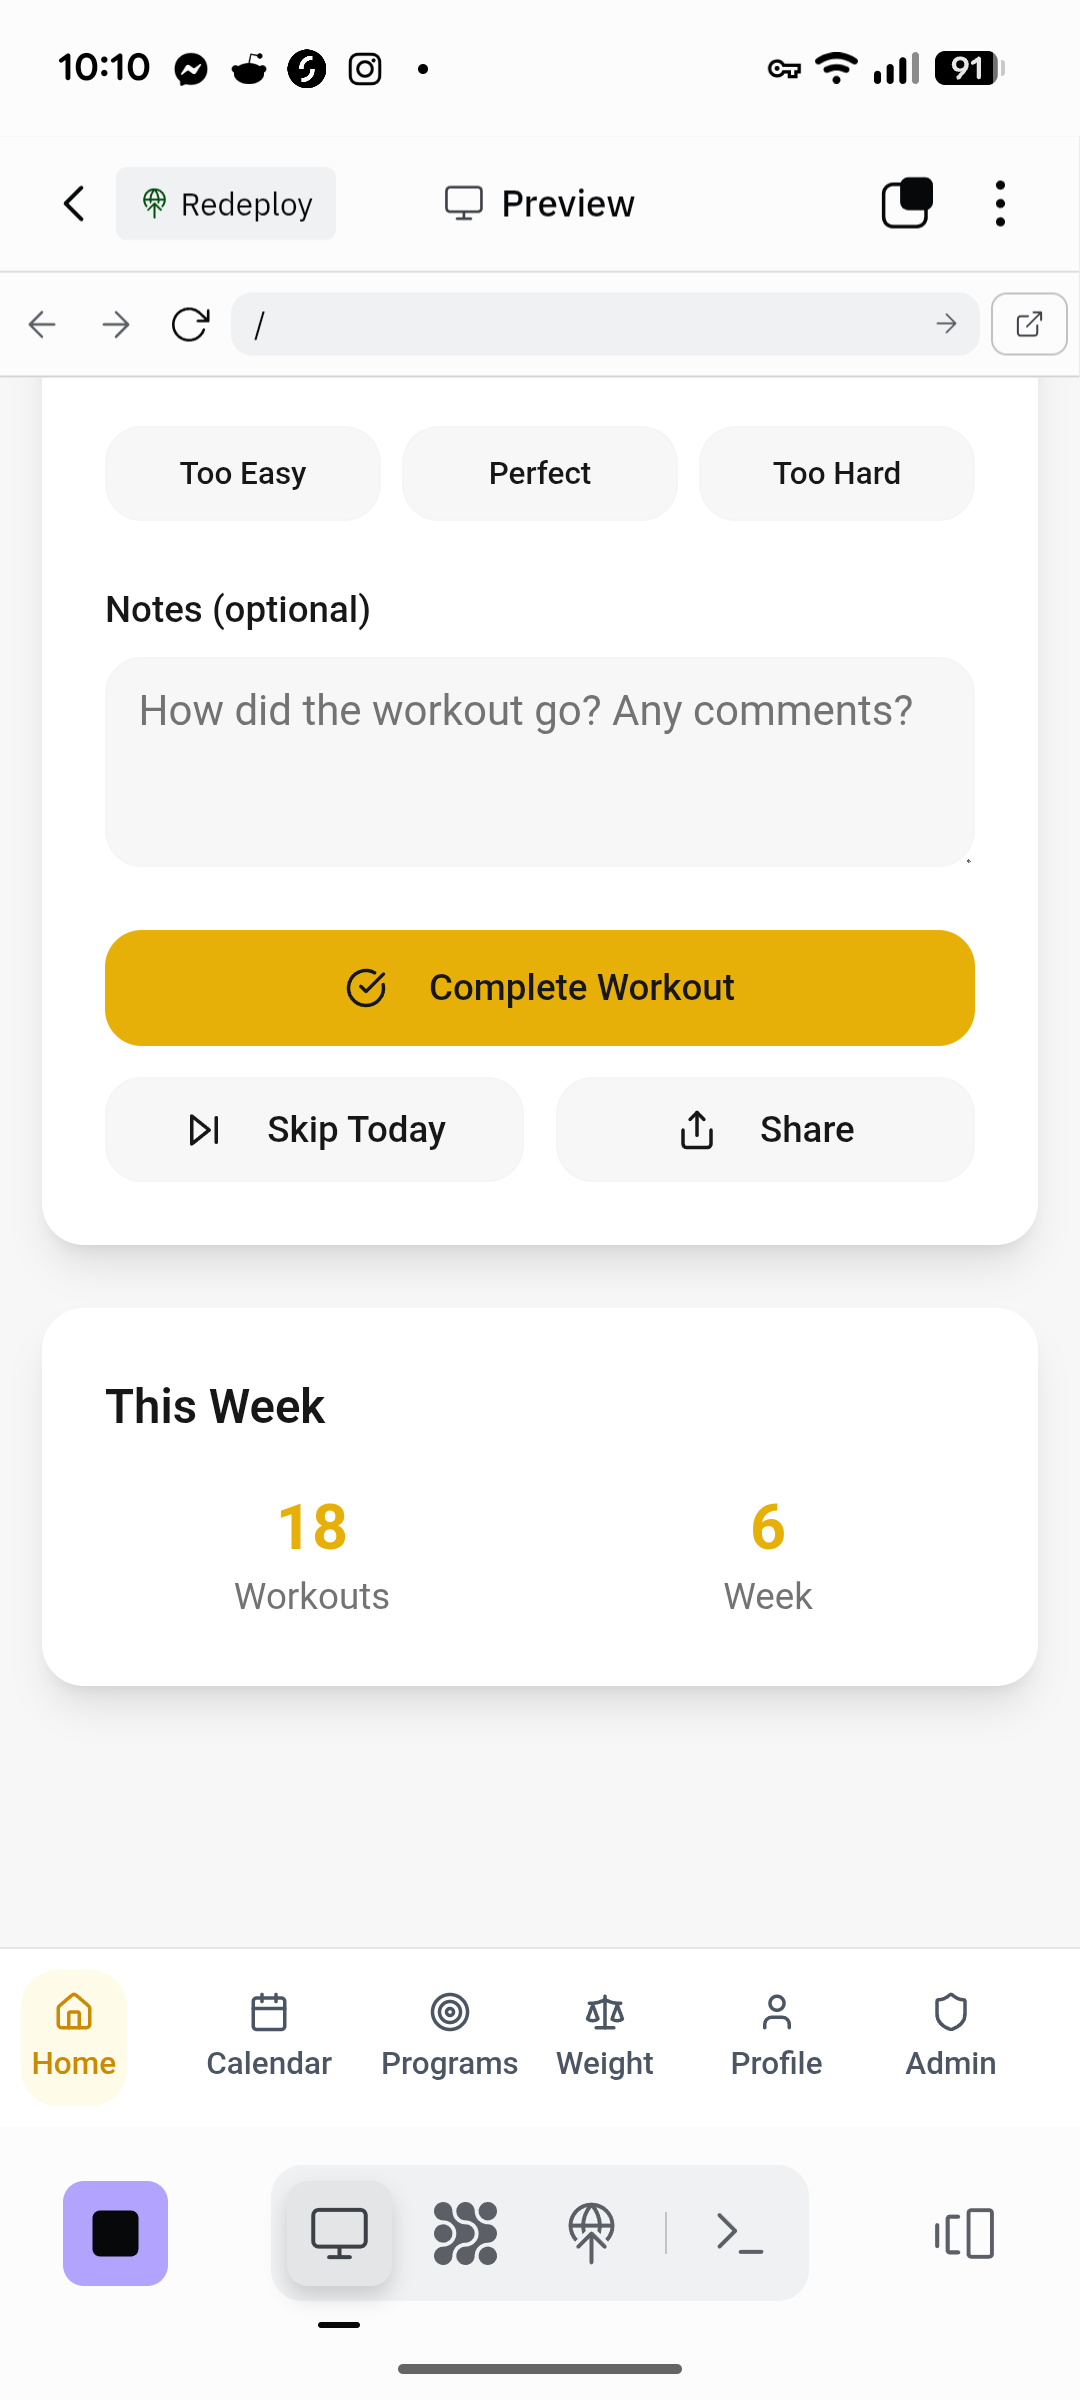 10:10
91
Redeploy
Preview
/
Too Easy
Perfect
Too Hard
Notes (optional)
How did the workout go? Any comments?
Complete Workout
Skip Today
Share
This Week
18
6
Workouts
Week
Home
Calendar
Programs
Weight
Profile
Admin